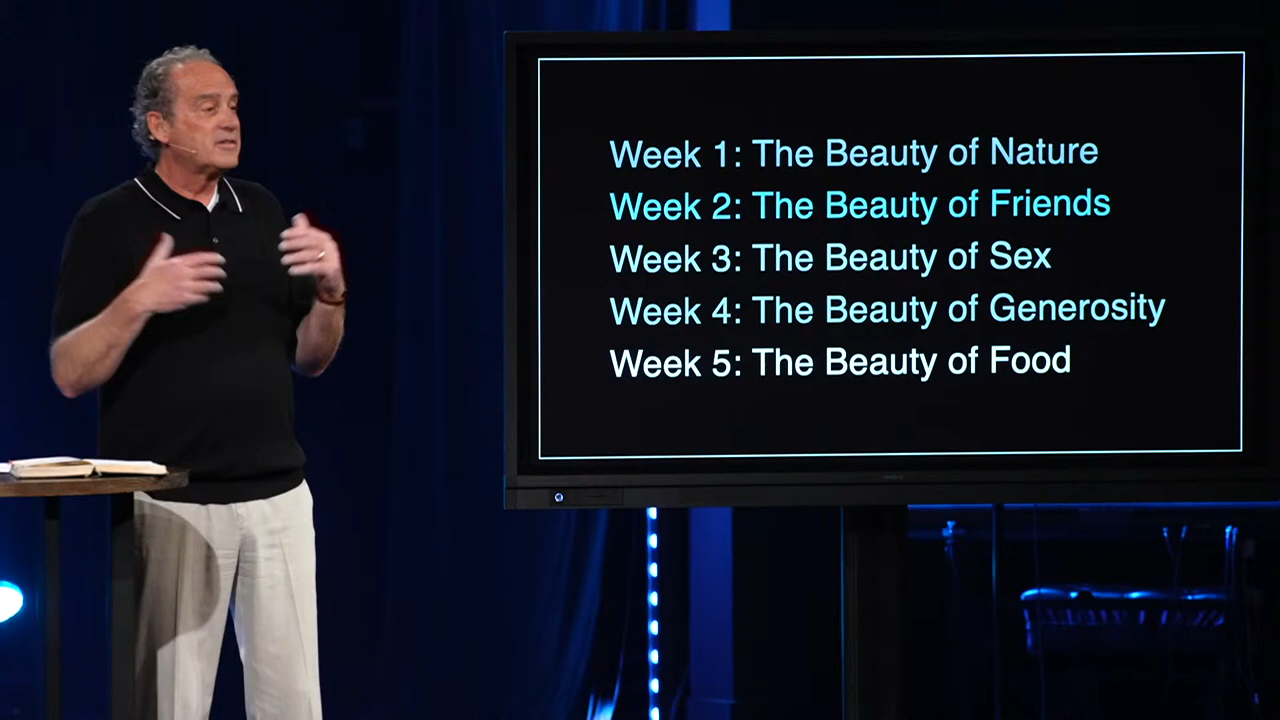 Week 1: The Beauty of Nature
Week 2: The Beauty of Friends
Week 3: The Beauty of Sex
Week 4: The Beauty of Generosity
Week 5: The Beauty of Food